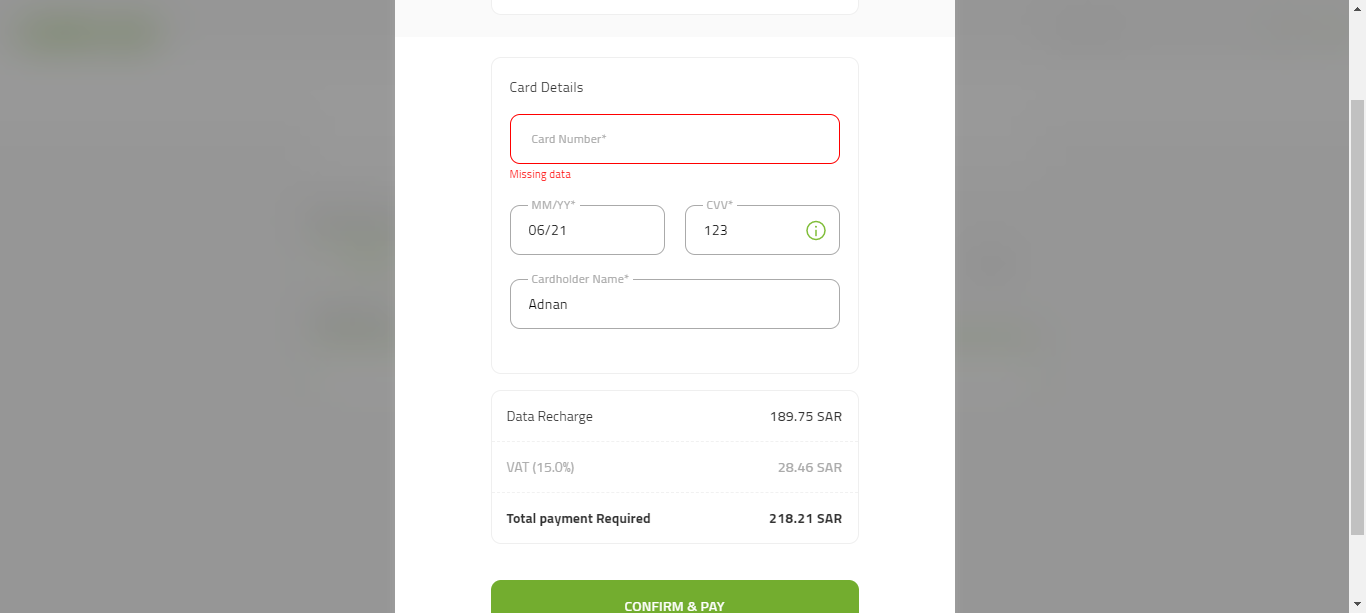 Card Details
Card Number*
Missing data
MM/YY* CVV*
06/21 123
Cardholder Name*
Adnan
Data Recharge 189.75 SAR
VAT (15.0%) 28.46 SAR
Total payment Required 218.21 SAR
CONFIRM & PAY